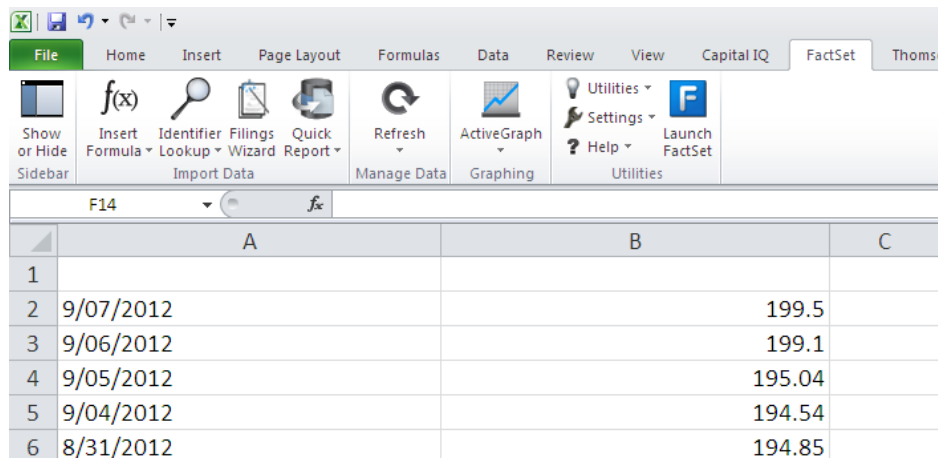 File Home Insert Page Layout Formulas Data Review View Capital IQ FactSet Thoms
Show or Hide
Insert Formula
Identifier Lookup
Filings Wizard
Quick Report
Refresh
ActiveGraph
Utilities
Settings
Help
Launch FactSet
Sidebar Import Data Manage Data Graphing Utilities
F14 fx
A B C
1
2 9/07/2012 199.5
3 9/06/2012 199.1
4 9/05/2012 195.04
5 9/04/2012 194.54
6 8/31/2012 194.85